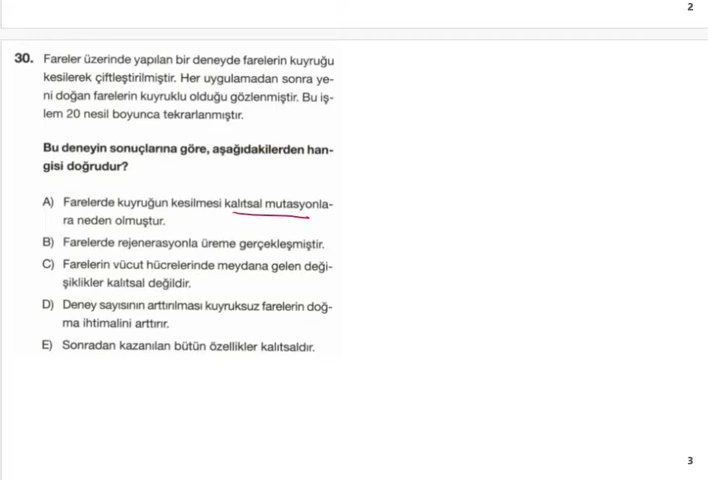 2
30. Fareler üzerinde yapılan bir deneyde farelerin kuyruğu
kesilerek çiftleştirilmiştir. Her uygulamadan sonra ye-
ni doğan farelerin kuyruklu olduğu gözlenmiştir. Bu iş-
lem 20 nesil boyunca tekrarlanmıştır.
Bu deneyin sonuçlarına göre, aşağıdakilerden han-
gisi doğrudur?
A) Farelerde kuyruğun kesilmesi kalıtsal mutasyonla-
ra neden olmuştur.
B) Farelerde rejenerasyonla üreme gerçekleşmiştir.
C) Farelerin vücut hücrelerinde meydana gelen deği-
şiklikler kalıtsal değildir.
D) Deney sayısının arttırılması kuyruksuz farelerin doğ-
ma ihtimalini arttırır.
E) Sonradan kazanılan bütün özellikler kalıtsaldır.
3